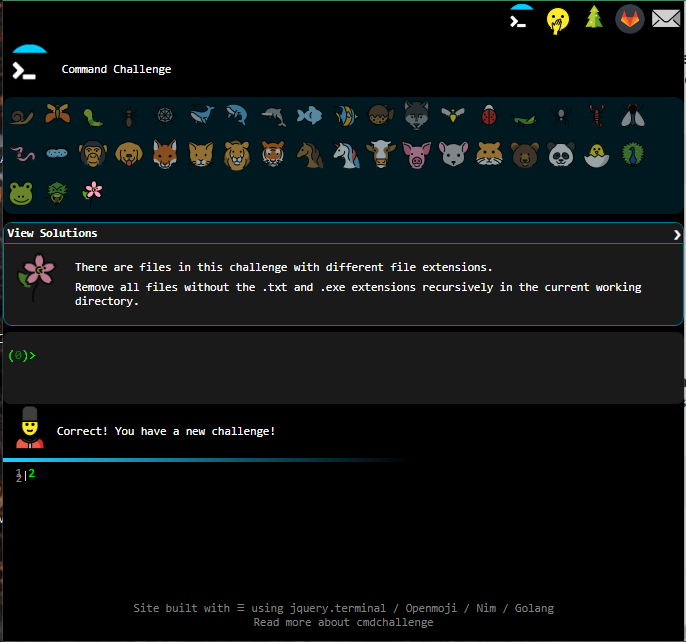 Command Challenge
View Solutions
There are files in this challenge with different file extensions.
Remove all files without the .txt and .exe extensions recursively in the current working
directory.
(0)>
Correct! You have a new challenge!
1|2
2
Site built with ☰ using jquery.terminal / Openmoji / Nim / Golang
Read more about cmdchallenge